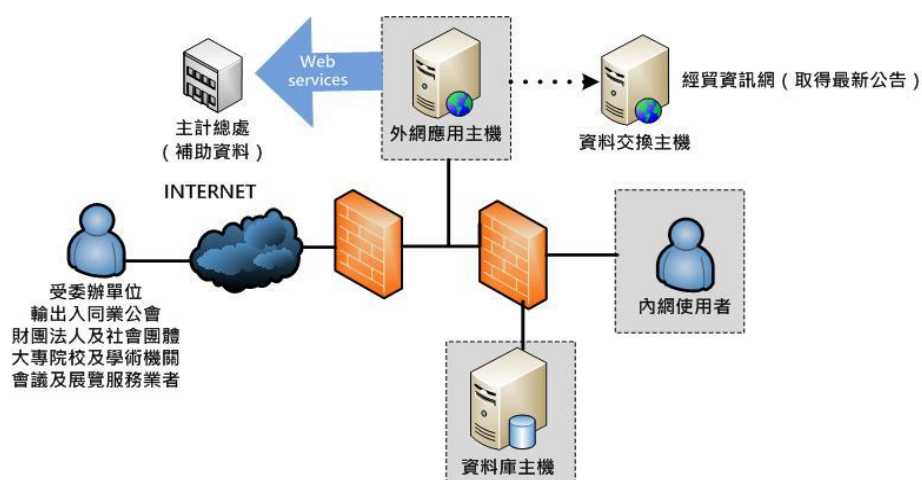 Web
services
主計總處
(補助資料)
外網應用主機
經貿資訊網(取得最新公告)
資料交換主機
INTERNET
受委辦單位
輸出入同業公會
財團法人及社會團體
大專院校及學術機關
會議及展覽服務業者
內網使用者
資料庫主機